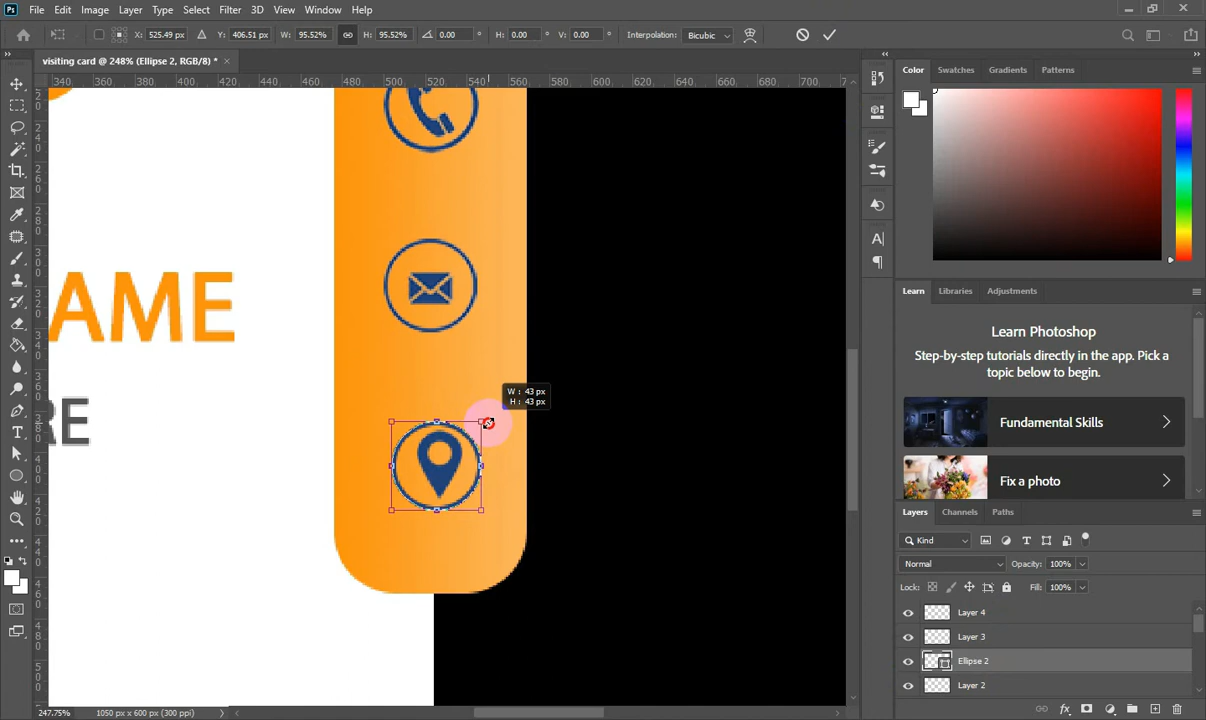 Ps File Edit Image Layer Type Select Filter 3D View Window Help
X: 525.49 px Y: 406.51 px W: 95.52% H: 95.52% 0.00 ° H: 0.00 ° V: 0.00 ° Interpolation: Bicubic
visiting card @ 248% (Ellipse 2, RGB/8) *
340 360 380 400 420 440 460 480 500 520 540 560 580 600 620 640 660 680 700
Color Swatches Gradients Patterns
AME
RE
W : 43 px
H : 43 px
Learn Libraries Adjustments
Learn Photoshop
Step-by-step tutorials directly in the app. Pick a
topic below to begin.
Fundamental Skills
Fix a photo
Layers Channels Paths
Kind
Normal Opacity: 100%
Lock: Fill: 100%
Layer 4
Layer 3
Ellipse 2
Layer 2
247.75% 1050 px x 600 px (300 ppi)